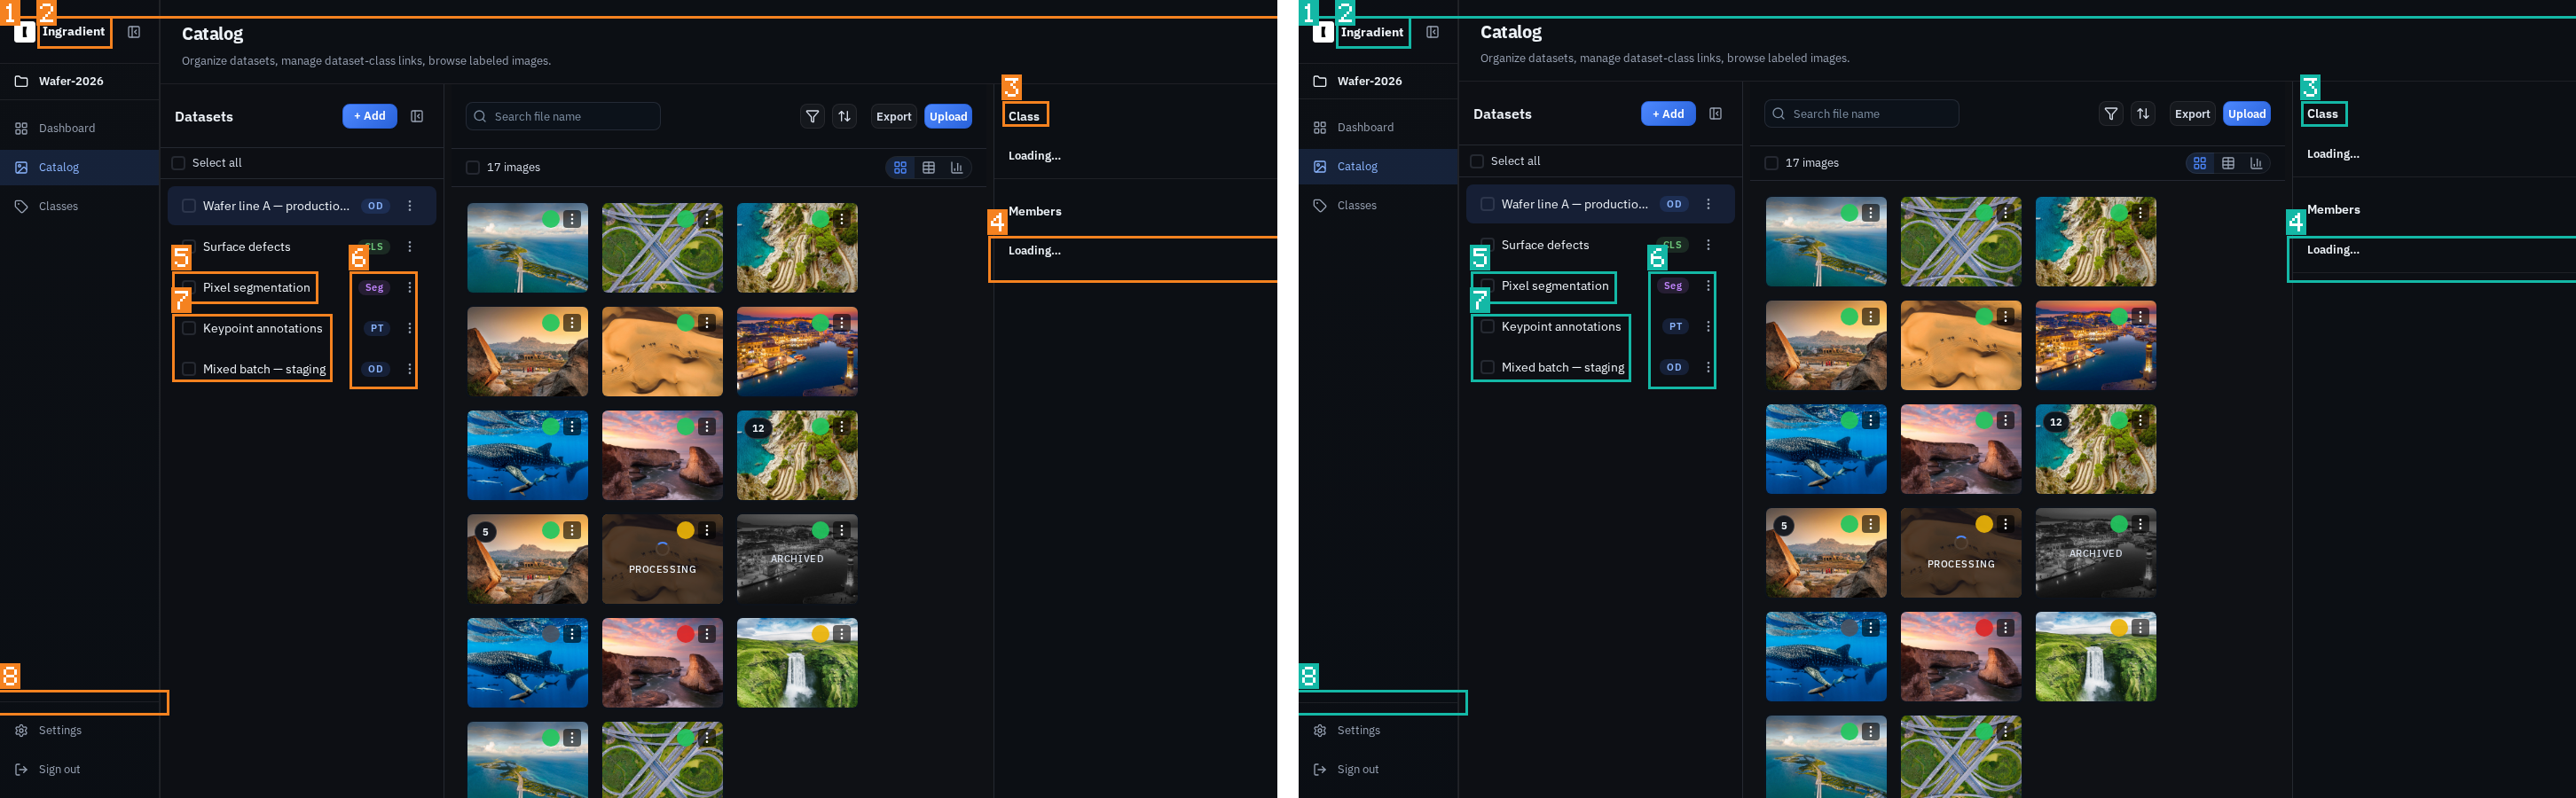 1 2
Ingradient
Catalog
Organize datasets, manage dataset-class links, browse labeled images.
Wafer-2026
Dashboard
Catalog
Classes
Datasets
+ Add
Select all
Wafer line A — productio... OD
Surface defects CLS
5 6
Pixel segmentation Seg
7
Keypoint annotations PT
Mixed batch — staging OD
Search file name
Export Upload
17 images
12
5
PROCESSING
ARCHIVED
3
Class
Loading...
Members
4
Loading...
8
Settings
Sign out
1 2
Ingradient
Catalog
Organize datasets, manage dataset-class links, browse labeled images.
Wafer-2026
Dashboard
Catalog
Classes
Datasets
+ Add
Select all
Wafer line A — productio... OD
Surface defects CLS
5 6
Pixel segmentation Seg
7
Keypoint annotations PT
Mixed batch — staging OD
Search file name
Export Upload
17 images
12
5
PROCESSING
ARCHIVED
3
Class
Loading...
Members
4
Loading...
8
Settings
Sign out